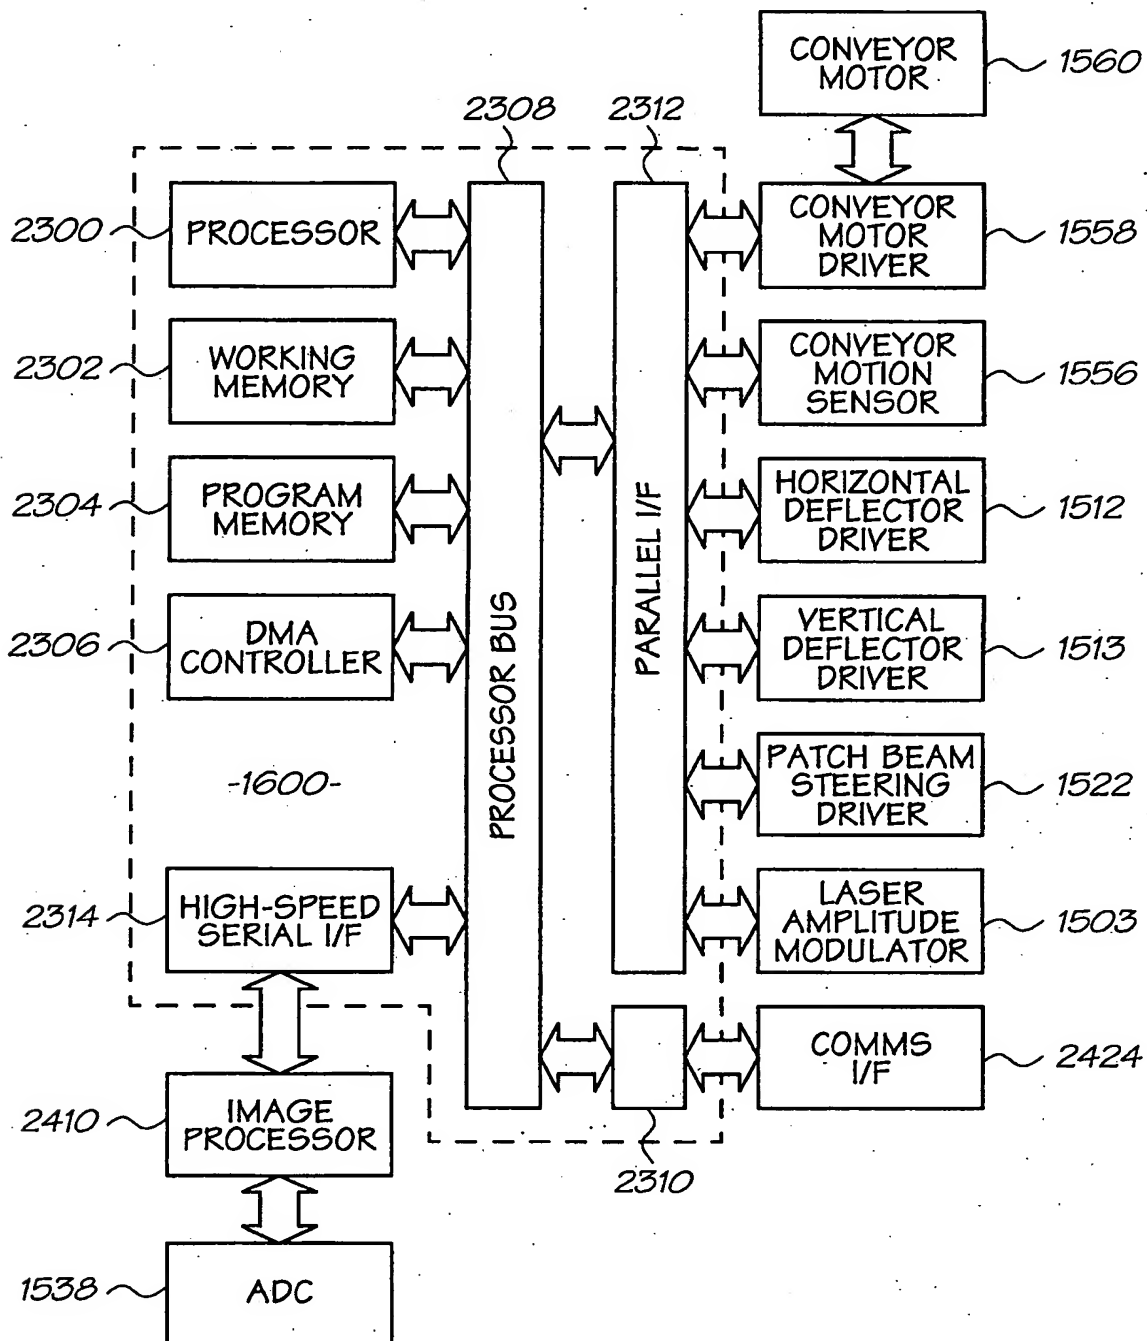 CONVEYOR
MOTOR
1560
2308
2312
2300
PROCESSOR
CONVEYOR
MOTOR
DRIVER
1558
2302
WORKING
MEMORY
CONVEYOR
MOTION
SENSOR
1556
2304
PROGRAM
MEMORY
HORIZONTAL
DEFLECTOR
DRIVER
1512
2306
DMA
CONTROLLER
PROCESSOR BUS
PARALLEL I/F
VERTICAL
DEFLECTOR
DRIVER
1513
-1600-
PATCH BEAM
STEERING
DRIVER
1522
2314
HIGH-SPEED
SERIAL I/F
LASER
AMPLITUDE
MODULATOR
1503
COMMS
I/F
2424
2410
IMAGE
PROCESSOR
2310
1538
ADC